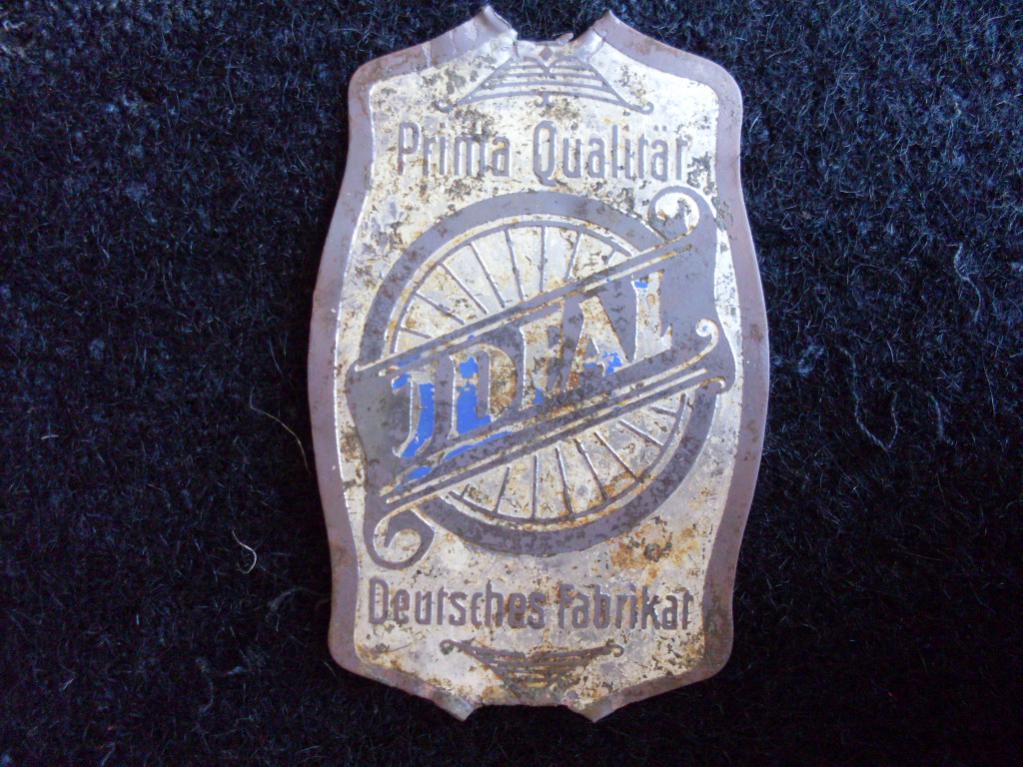 Prima Qualität
IDEAL
Deutsches Fabrikat